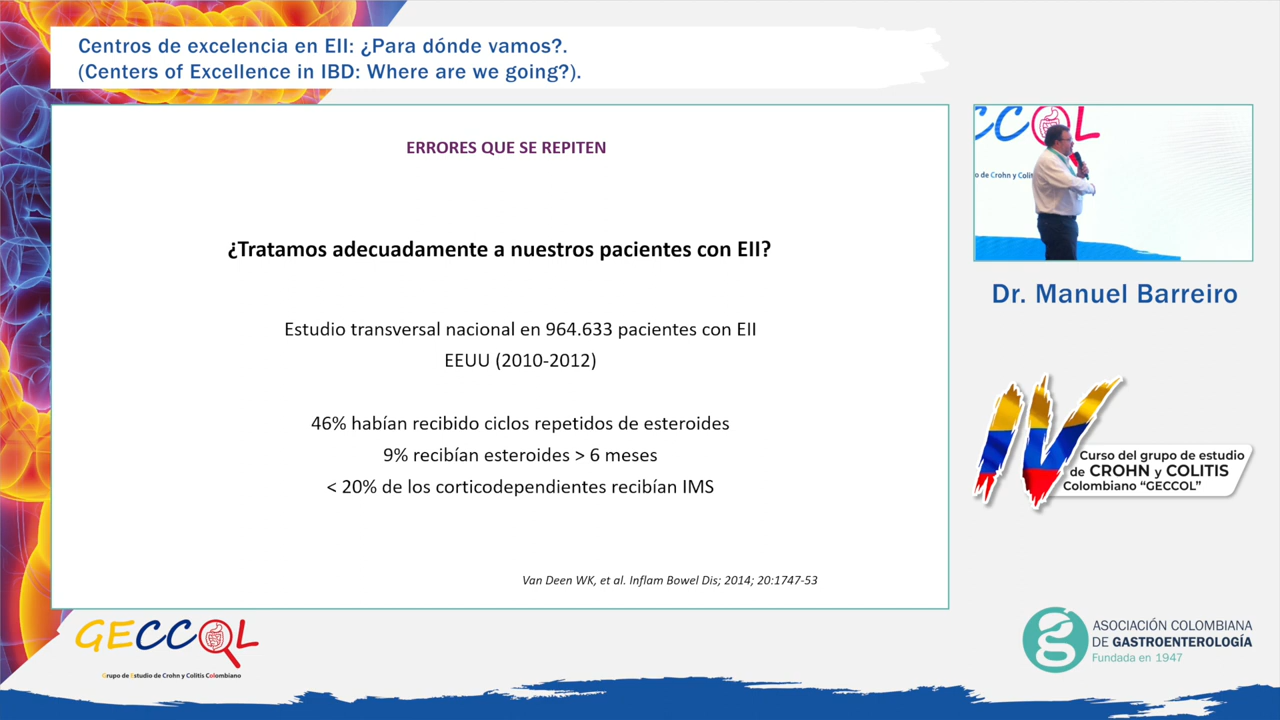 Centros de excelencia en EII: ¿Para dónde vamos?.
(Centers of Excellence in IBD: Where are we going?).
ERRORES QUE SE REPITEN
¿Tratamos adecuadamente a nuestros pacientes con EII?
Estudio transversal nacional en 964.633 pacientes con EII
EEUU (2010-2012)
46% habían recibido ciclos repetidos de esteroides
9% recibían esteroides > 6 meses
< 20% de los corticodependientes recibían IMS
Van Deen WK, et al. Inflam Bowel Dis; 2014; 20:1747-53
CCOL
o de Crohn y Coli
Dr. Manuel Barreiro
IV
Curso del grupo de estudio
de CROHN y COLITIS
Colombiano “GECCOL”
GECCOL
Grupo de Estudio de Crohn y Colitis Colombiano
ASOCIACIÓN COLOMBIANA
DE GASTROENTEROLOGÍA
Fundada en 1947